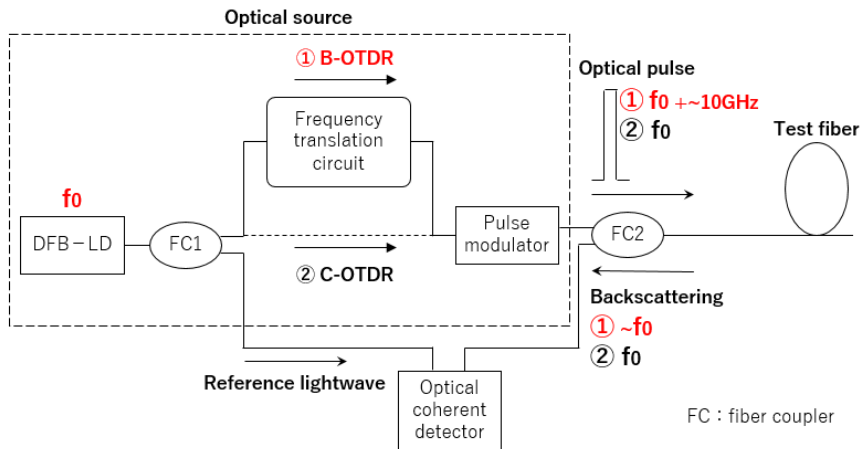 Optical source
① B-OTDR
Frequency
translation
circuit
Optical pulse
① f0 +~10GHz
② f0
Test fiber
f0
DFB－LD
FC1
Pulse
modulator
FC2
② C-OTDR
Backscattering
① ~f0
② f0
Reference lightwave
Optical
coherent
detector
FC：fiber coupler